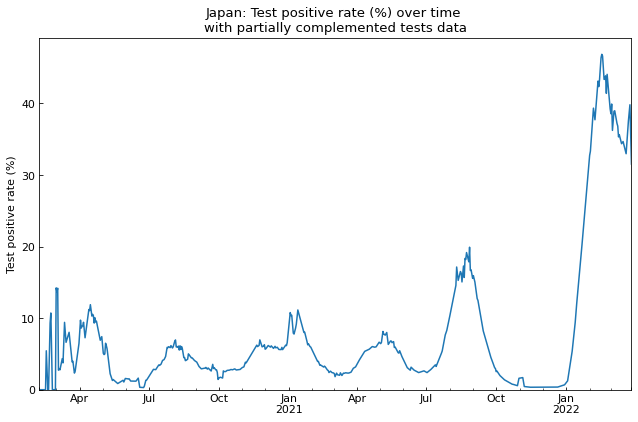 Japan: Test positive rate (%) over time
with partially complemented tests data
Test positive rate (%)
40
30
20
10
0
Apr Jul Oct Jan Apr Jul Oct Jan
2021 2022